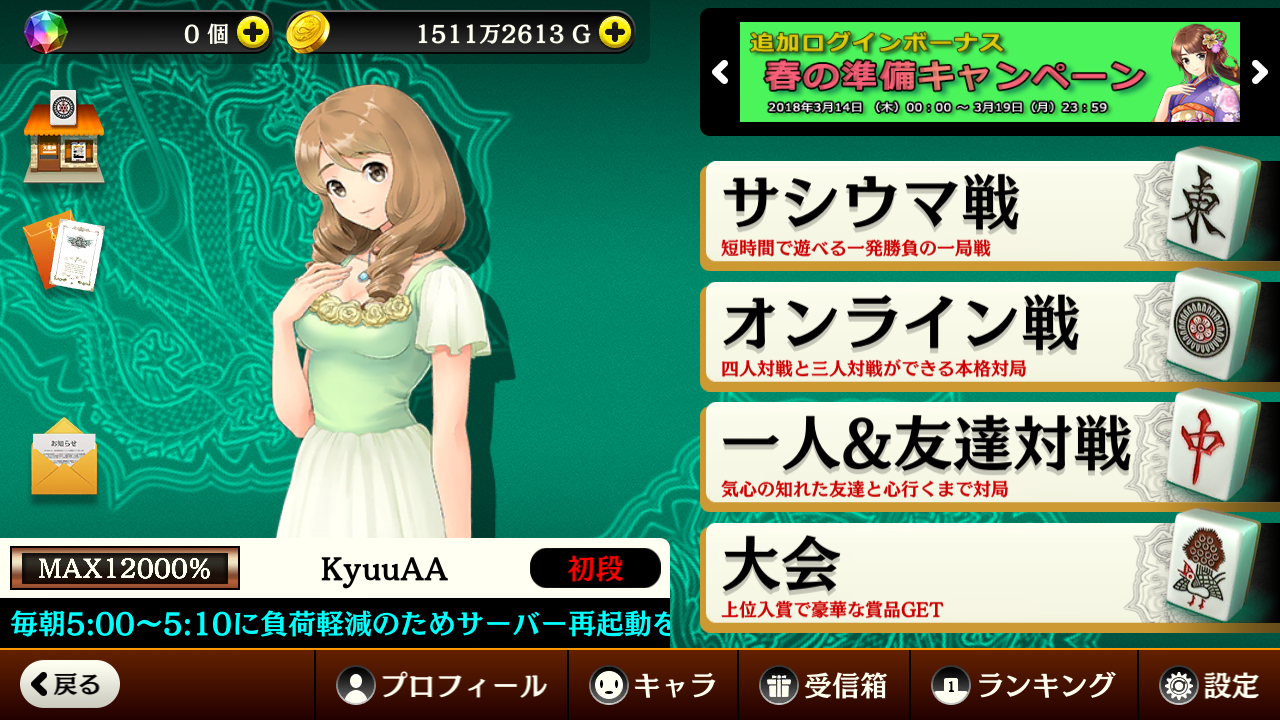 0 個
1511万2613 G
追加ログインボーナス
春の準備キャンペーン
2018年3月14日 (木) 00:00 ～ 3月19日 (月) 23:59
サシウマ戦
短時間で遊べる一発勝負の一局戦
東
オンライン戦
四人対戦と三人対戦ができる本格対局
一人&友達対戦
気心の知れた友達と心行くまで対局
中
大会
上位入賞で豪華な賞品GET
お知らせ
MAX12000%
KyuuAA
初段
毎朝5:00～5:10に負荷軽減のためサーバー再起動を
戻る
プロフィール
キャラ
受信箱
1
ランキング
設定